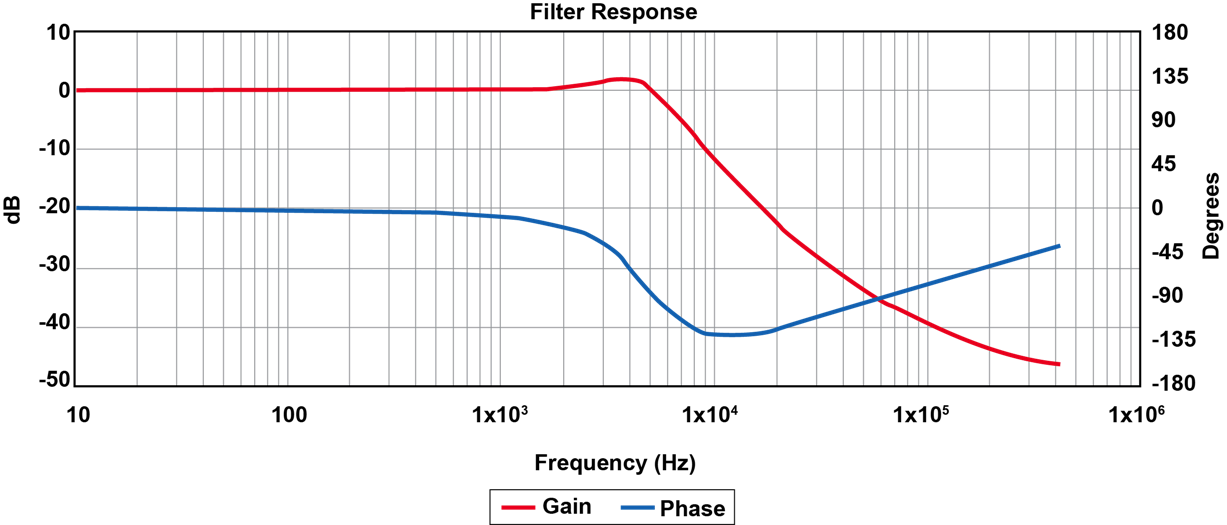 Filter Response
10
0
-10
-20
-30
-40
-50
dB
180
135
90
45
0
-45
-90
-135
-180
Degrees
10 100 1x10³ 1x10⁴ 1x10⁵ 1x10⁶
Frequency (Hz)
Gain Phase